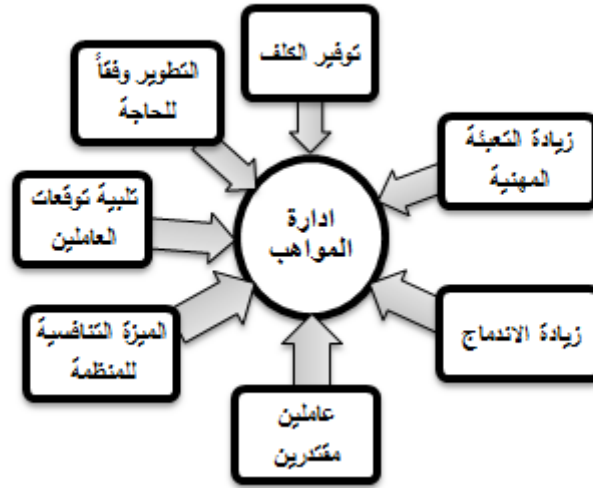 توفير الكلف
التطوير وفقاً
للحاجة
زيادة التعبئة
المهنية
تلبية توقعات
العاملين
ادارة
المواهب
الميزة التنافسية
للمنظمة
زيادة الاندماج
عاملين
مقتدرين